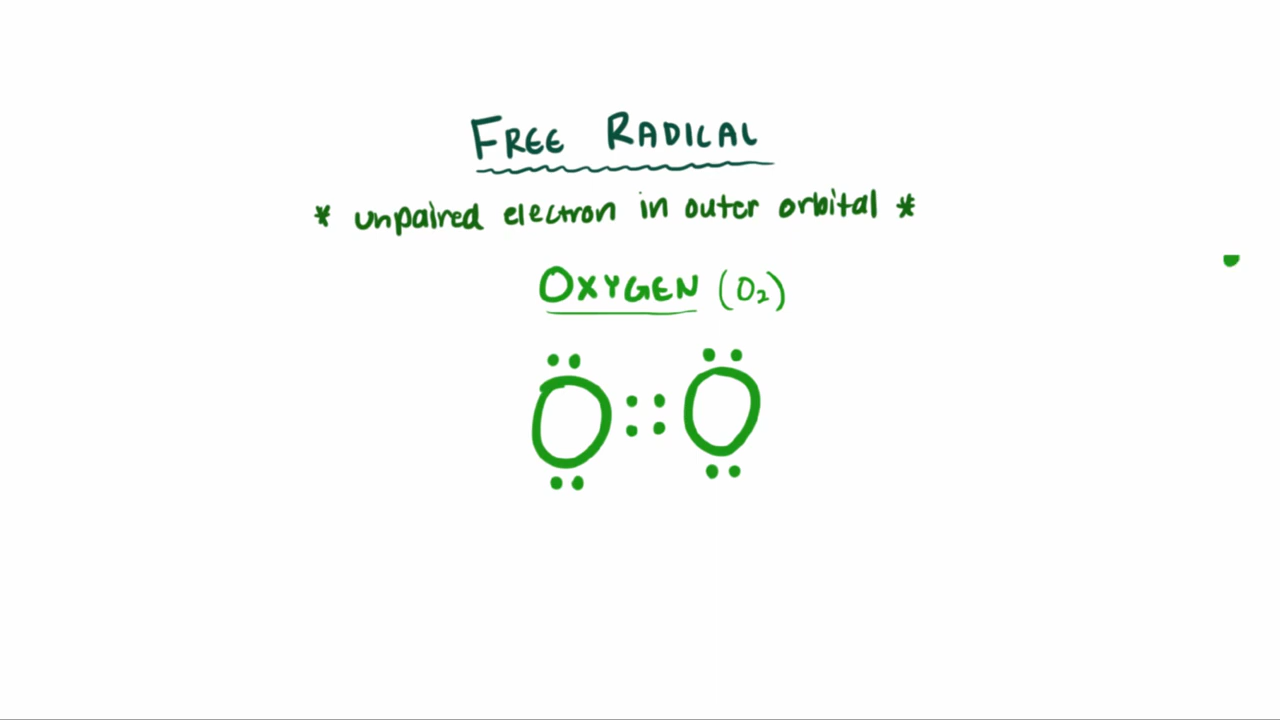 FREE RADICAL
* unpaired electron in outer orbital *
OXYGEN (O₂)
O :: O